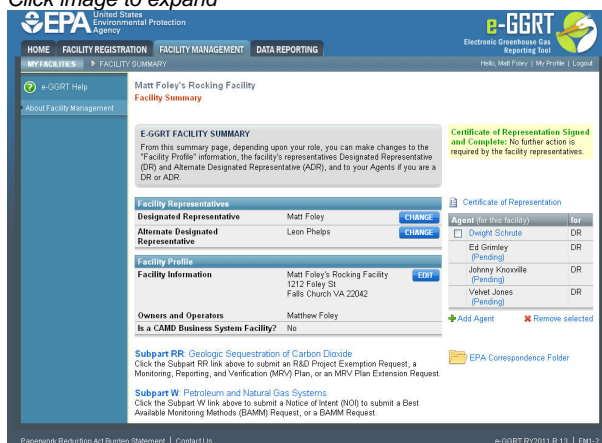 Click image to expand
EPA United States Environmental Protection Agency
e-GGRT
Electronic Greenhouse Gas
Reporting Tool
HOME FACILITY REGISTRATION FACILITY MANAGEMENT DATA REPORTING
MY FACILITIES FACILITY SUMMARY
Hello, Matt Foley | My Profile | Logout
e-GGRT Help
About Facility Management
Matt Foley's Rocking Facility
Facility Summary
E-GGRT FACILITY SUMMARY
From this summary page, depending upon your role, you can make changes to the
"Facility Profile" information, the facility's representatives Designated Representative
(DR) and Alternate Designated Representative (ADR), and to your Agents if you are a
DR or ADR.
Certificate of Representation Signed
and Complete: No further action is
required by the facility representatives.
Facility Representatives
Designated Representative Matt Foley CHANGE
Alternate Designated Leon Phelps CHANGE
Representative
Facility Profile
Facility Information Matt Foley's Rocking Facility EDIT
1212 Foley St
Falls Church VA 22042
Owners and Operators Matthew Foley
Is a CAMD Business System Facility? No
Certificate of Representation
Agent (for this facility) for
Dwight Schrute DR
Ed Grimley DR
(Pending)
Johnny Knoxville DR
(Pending)
Velvet Jones DR
(Pending)
Add Agent Remove selected
EPA Correspondence Folder
Subpart RR: Geologic Sequestration of Carbon Dioxide
Click the Subpart RR link above to submit an R&D Project Exemption Request, a
Monitoring, Reporting, and Verification (MRV) Plan, or an MRV Plan Extension Request.
Subpart W: Petroleum and Natural Gas Systems
Click the Subpart W link above to submit a Notice of Intent (NOI) to submit a Best
Available Monitoring Methods (BAMM) Request, or a BAMM Request.
Paperwork Reduction Act Burden Statement | Contact Us
e-GGRT RY2011.R.13 | FM1-2